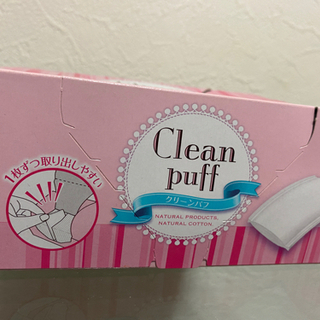 1枚ずつ取り出しやすい
Clean
puff
クリーンパフ
NATURAL PRODUCTS,
NATURAL COTTON.